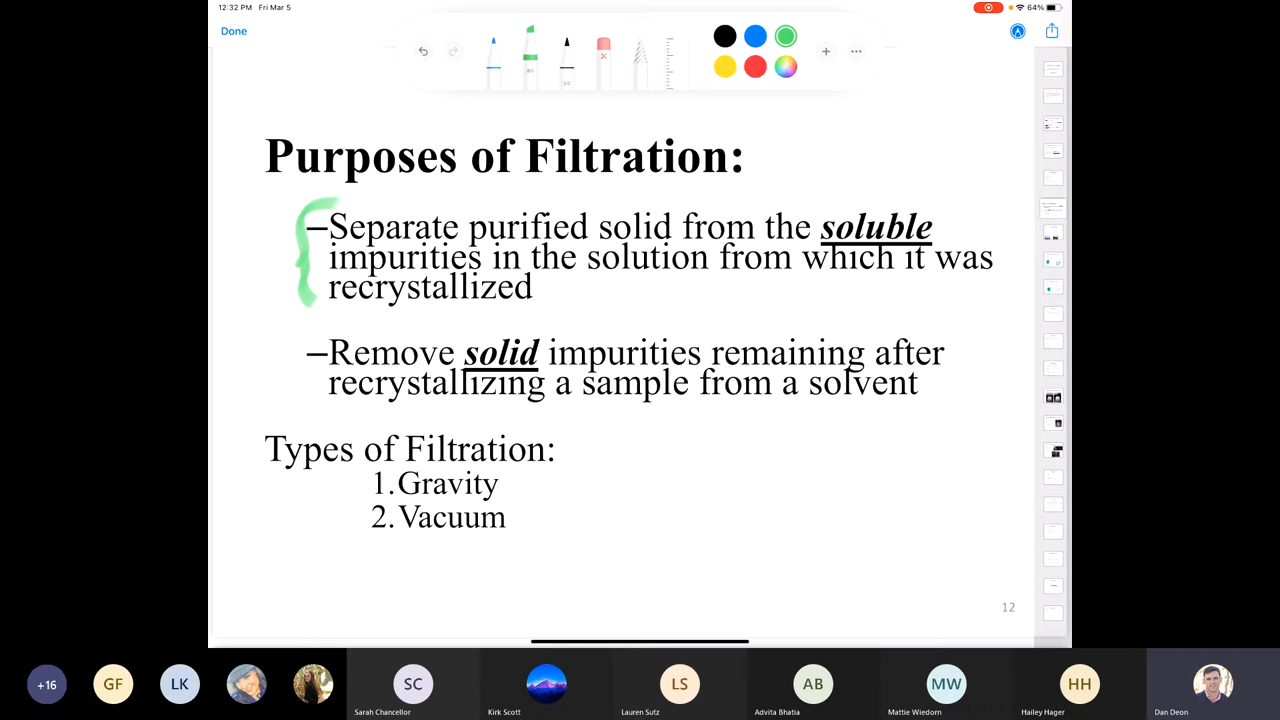 12:32 PM Fri Mar 5
64%
Done
Purposes of Filtration:
–Separate purified solid from the soluble
impurities in the solution from which it was
recrystallized
–Remove solid impurities remaining after
recrystallizing a sample from a solvent
Types of Filtration:
1.Gravity
2.Vacuum
12
+16
GF
LK
SC
LS
AB
MW
HH
Sarah Chancellor
Kirk Scott
Lauren Sutz
Advita Bhatia
Mattie Wiedorn
Hailey Hager
Dan Deon